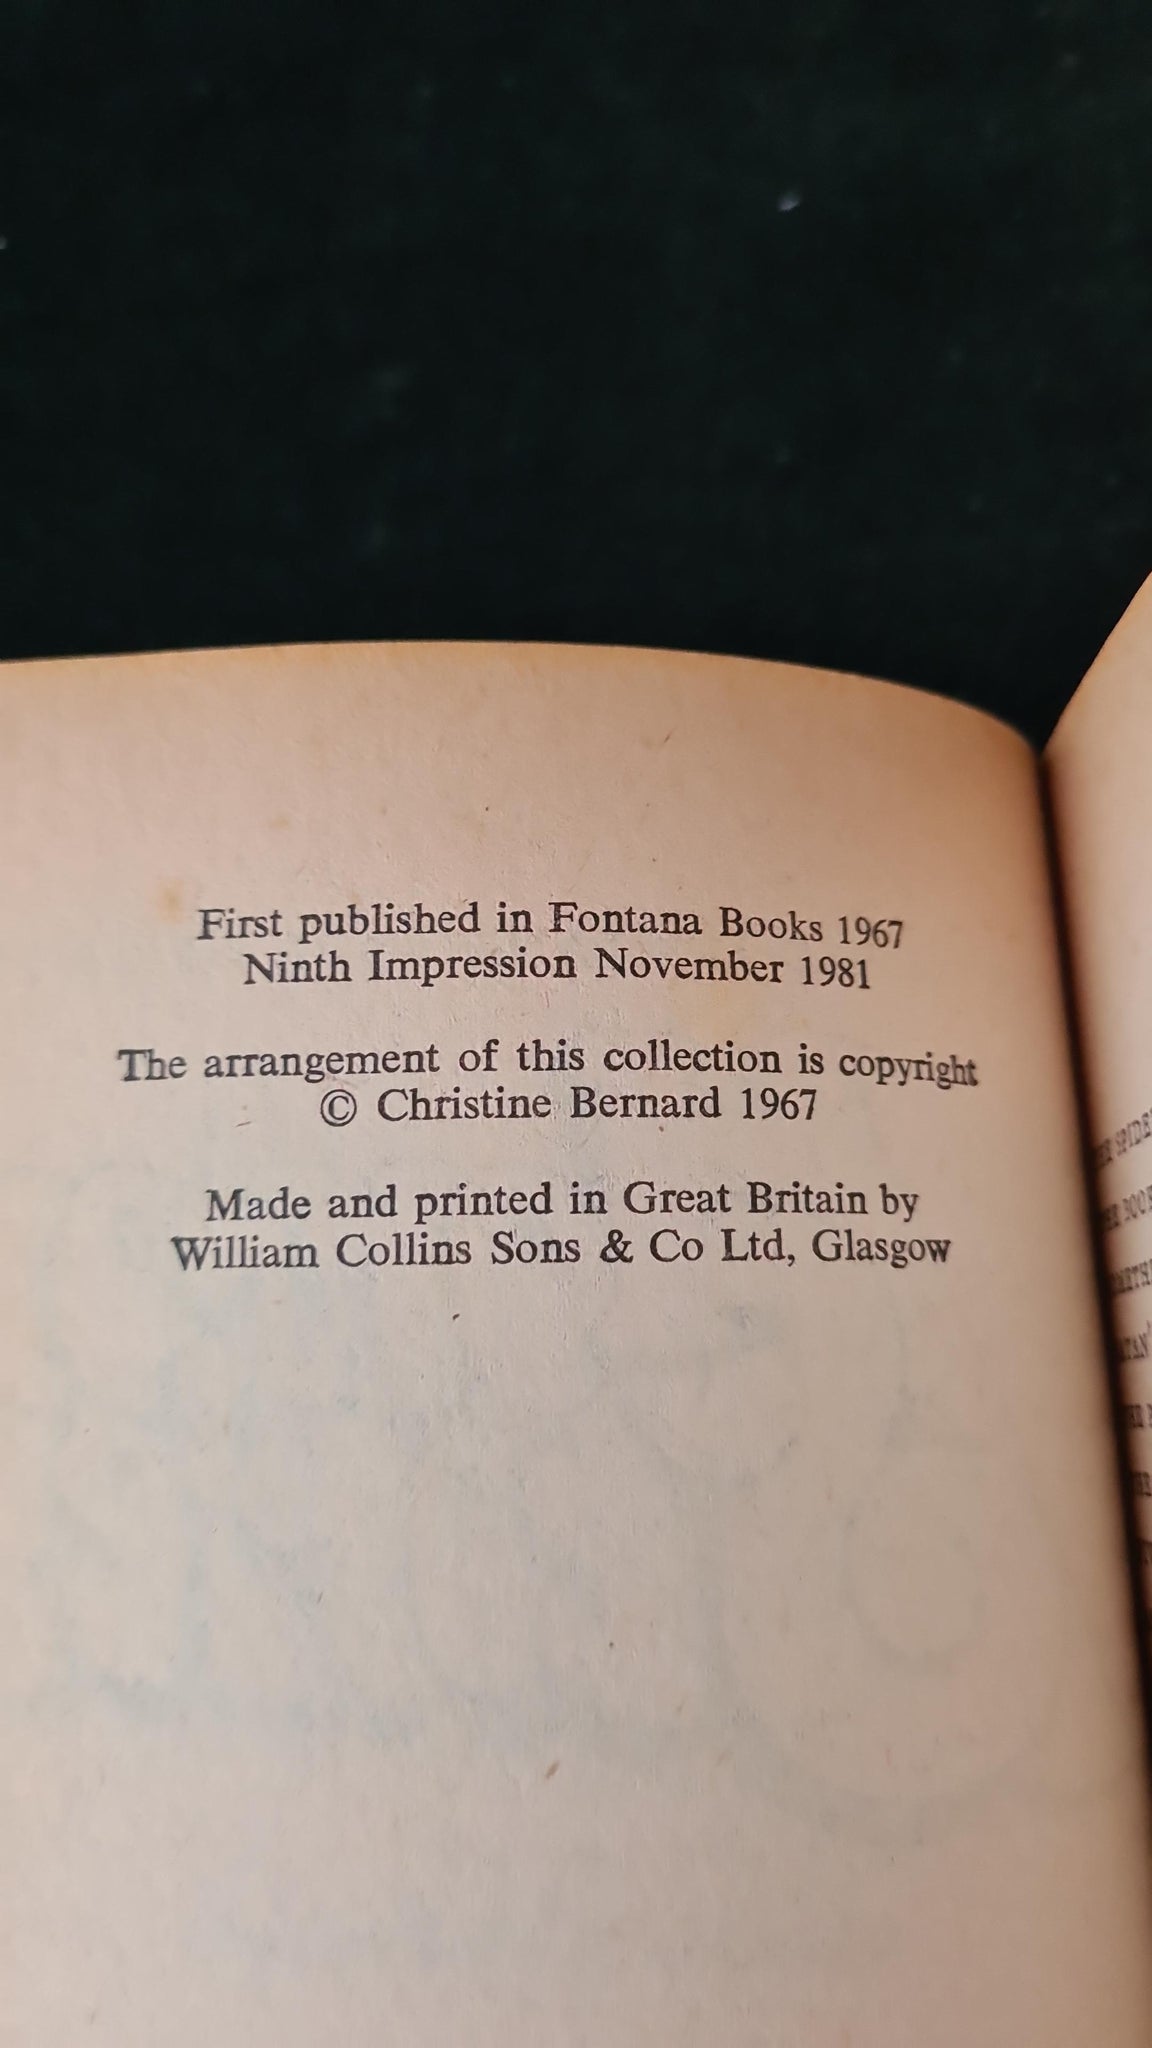 First published in Fontana Books 1967
Ninth Impression November 1981
The arrangement of this collection is copyright
© Christine Bernard 1967
Made and printed in Great Britain by
William Collins Sons & Co Ltd, Glasgow